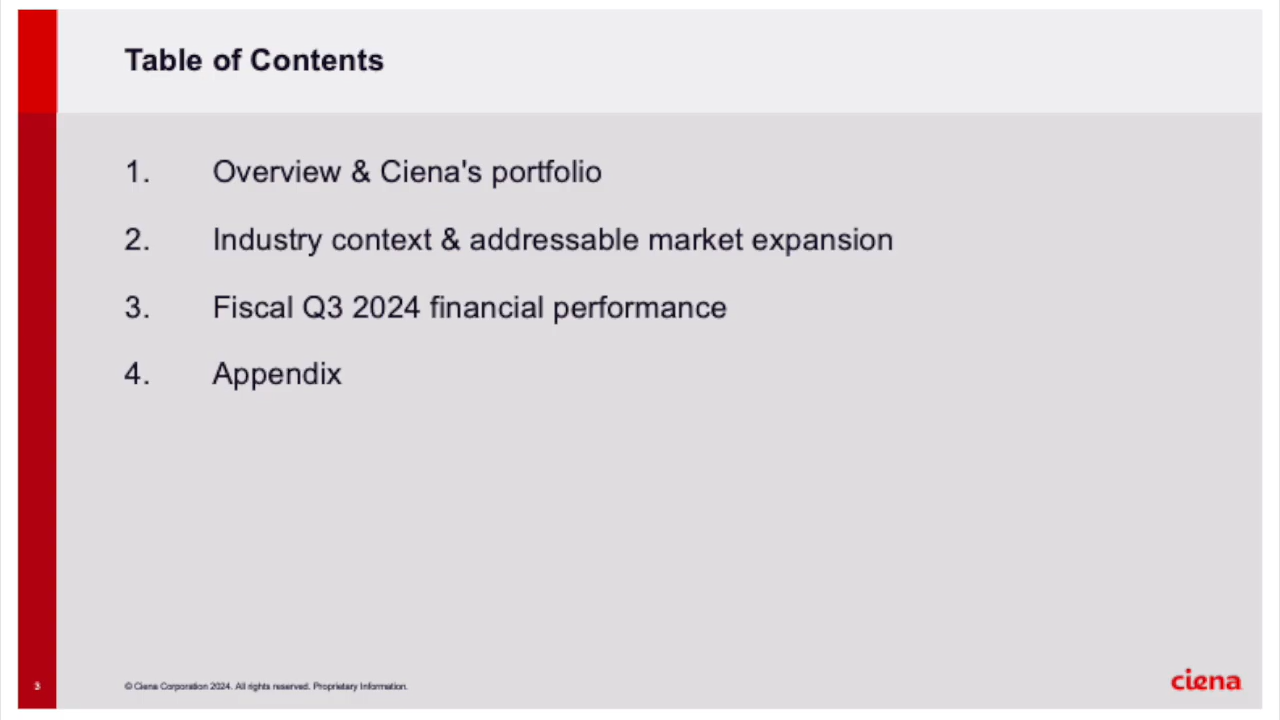 Table of Contents
1. Overview & Ciena's portfolio
2. Industry context & addressable market expansion
3. Fiscal Q3 2024 financial performance
4. Appendix
3
© Ciena Corporation 2024. All rights reserved. Proprietary Information.
ciena